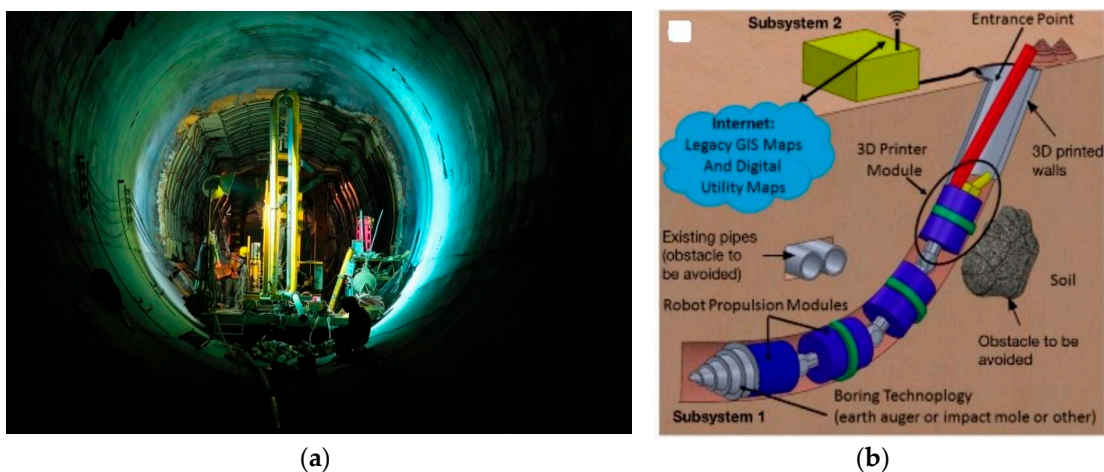 Subsystem 2
Entrance Point
Internet:
Legacy GIS Maps
And Digital
Utility Maps
3D Printer
Module
3D printed
walls
Existing pipes
(obstacle to
be avoided)
Soil
Robot Propulsion Modules
Obstacle to be
avoided
Boring Technoplogy
(earth auger or impact mole or other)
Subsystem 1
(a)
(b)